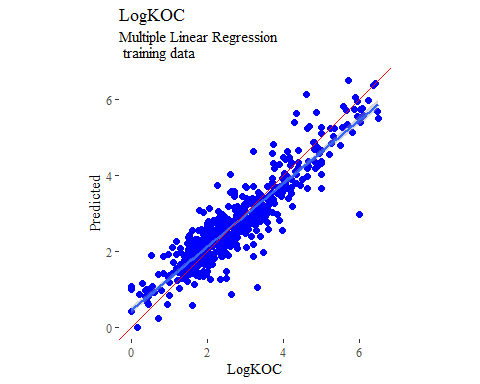 LogKOC
Multiple Linear Regression
training data
6
4
2
0
Predicted
0 2 4 6
LogKOC